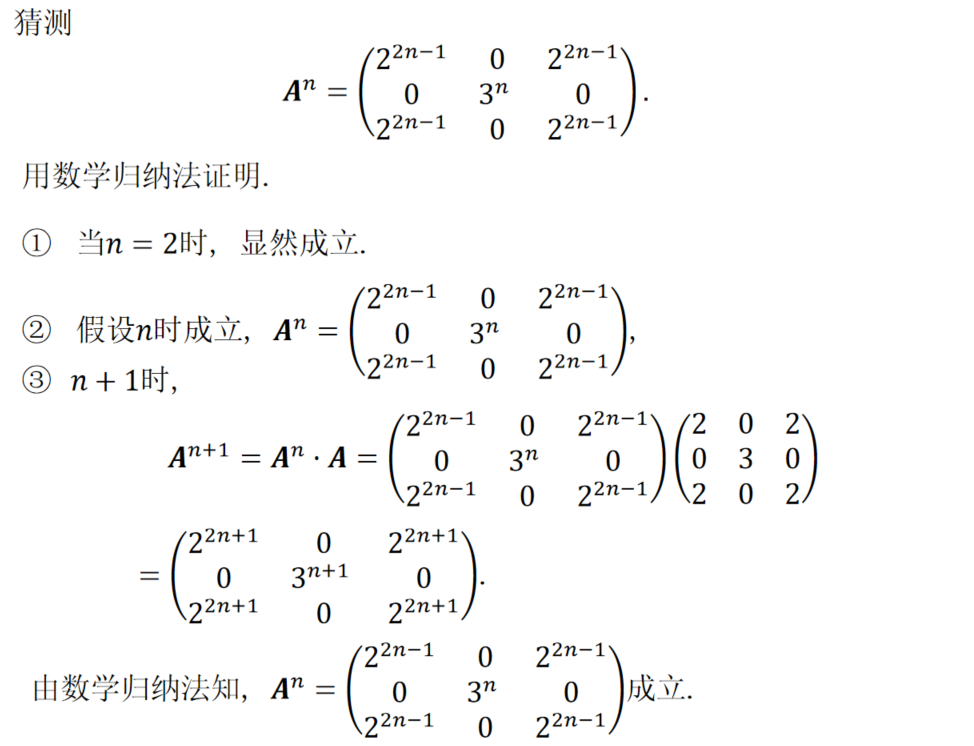 猜测
𝑨ⁿ = \begin{pmatrix} 2^{2n−1} & 0 & 2^{2n−1} \\ 0 & 3^n & 0 \\ 2^{2n−1} & 0 & 2^{2n−1} \end{pmatrix}.
用数学归纳法证明.
① 当n = 2时，显然成立.
② 假设n时成立，𝑨ⁿ = \begin{pmatrix} 2^{2n−1} & 0 & 2^{2n−1} \\ 0 & 3^n & 0 \\ 2^{2n−1} & 0 & 2^{2n−1} \end{pmatrix},
③ n + 1时，
𝑨ⁿ⁺¹ = 𝑨ⁿ · 𝑨 = \begin{pmatrix} 2^{2n−1} & 0 & 2^{2n−1} \\ 0 & 3^n & 0 \\ 2^{2n−1} & 0 & 2^{2n−1} \end{pmatrix} \begin{pmatrix} 2 & 0 & 2 \\ 0 & 3 & 0 \\ 2 & 0 & 2 \end{pmatrix}
= \begin{pmatrix} 2^{2n+1} & 0 & 2^{2n+1} \\ 0 & 3^{n+1} & 0 \\ 2^{2n+1} & 0 & 2^{2n+1} \end{pmatrix}.
由数学归纳法知，𝑨ⁿ = \begin{pmatrix} 2^{2n−1} & 0 & 2^{2n−1} \\ 0 & 3^n & 0 \\ 2^{2n−1} & 0 & 2^{2n−1} \end{pmatrix}成立.